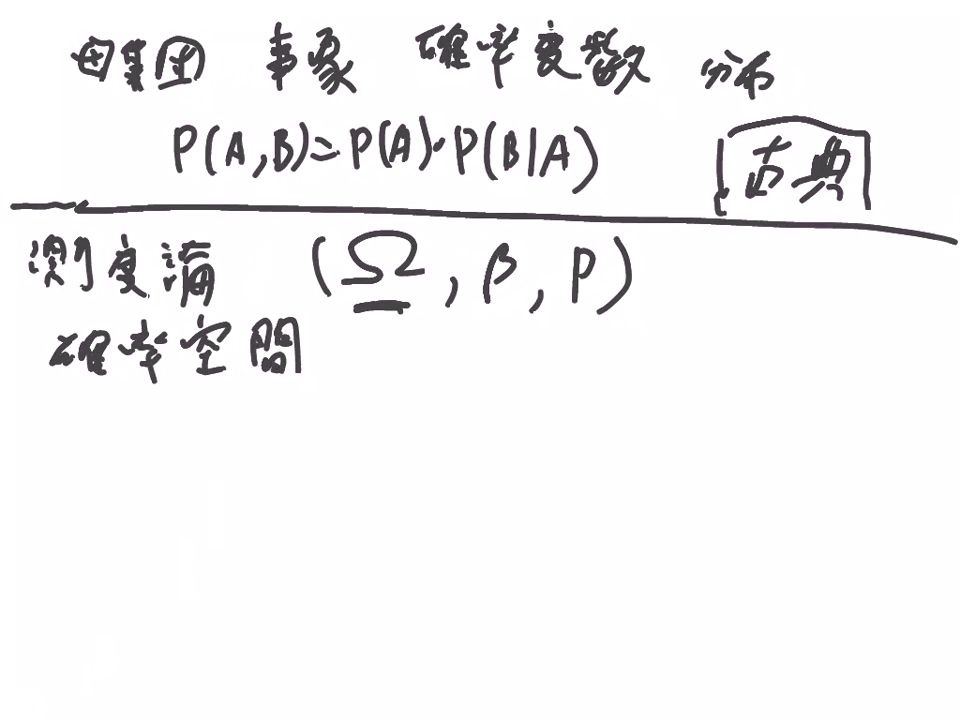 母集団 事象 確率変数 分布
P(A,B)=P(A)・P(B|A)
古典
測度論 (Ω, β, P)
確率空間